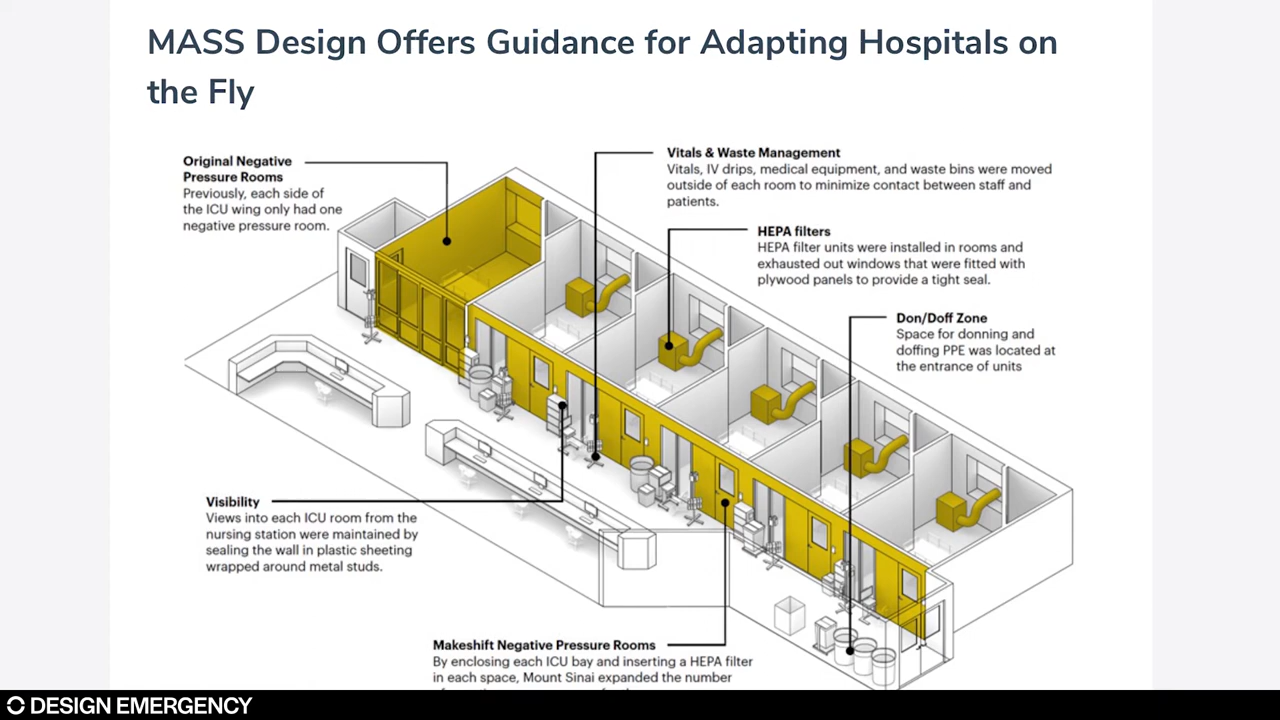 MASS Design Offers Guidance for Adapting Hospitals on
the Fly
Original Negative
Pressure Rooms
Previously, each side of
the ICU wing only had one
negative pressure room.
Vitals & Waste Management
Vitals, IV drips, medical equipment, and waste bins were moved
outside of each room to minimize contact between staff and
patients.
HEPA filters
HEPA filter units were installed in rooms and
exhausted out windows that were fitted with
plywood panels to provide a tight seal.
Don/Doff Zone
Space for donning and
doffing PPE was located at
the entrance of units
Visibility
Views into each ICU room from the
nursing station were maintained by
sealing the wall in plastic sheeting
wrapped around metal studs.
Makeshift Negative Pressure Rooms
By enclosing each ICU bay and inserting a HEPA filter
in each space, Mount Sinai expanded the number
DESIGN EMERGENCY